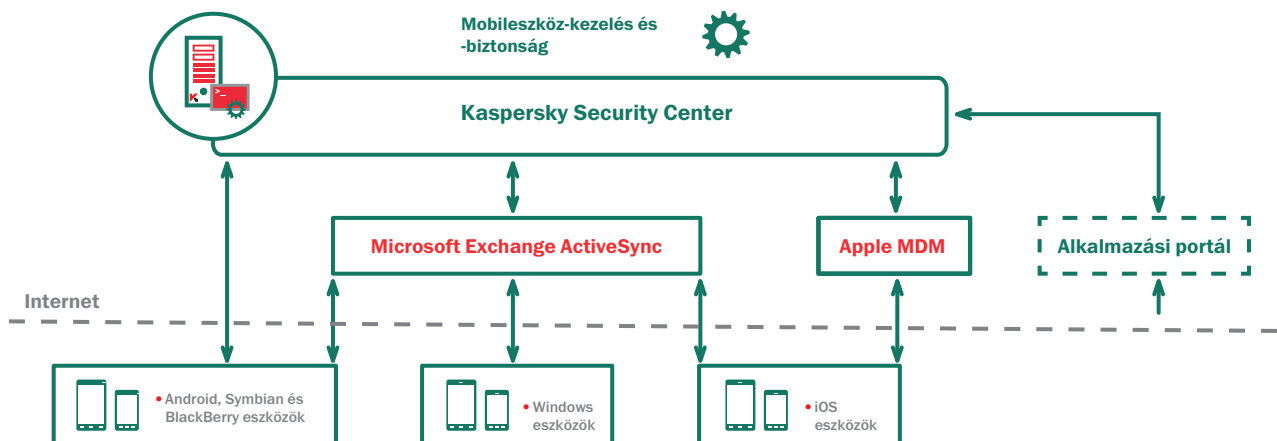 Mobileszköz-kezelés és
-biztonság
>_
Kaspersky Security Center
Microsoft Exchange ActiveSync
Apple MDM
Alkalmazási portál
Internet
• Android, Symbian és
BlackBerry eszközök
• Windows
eszközök
• iOS
eszközök